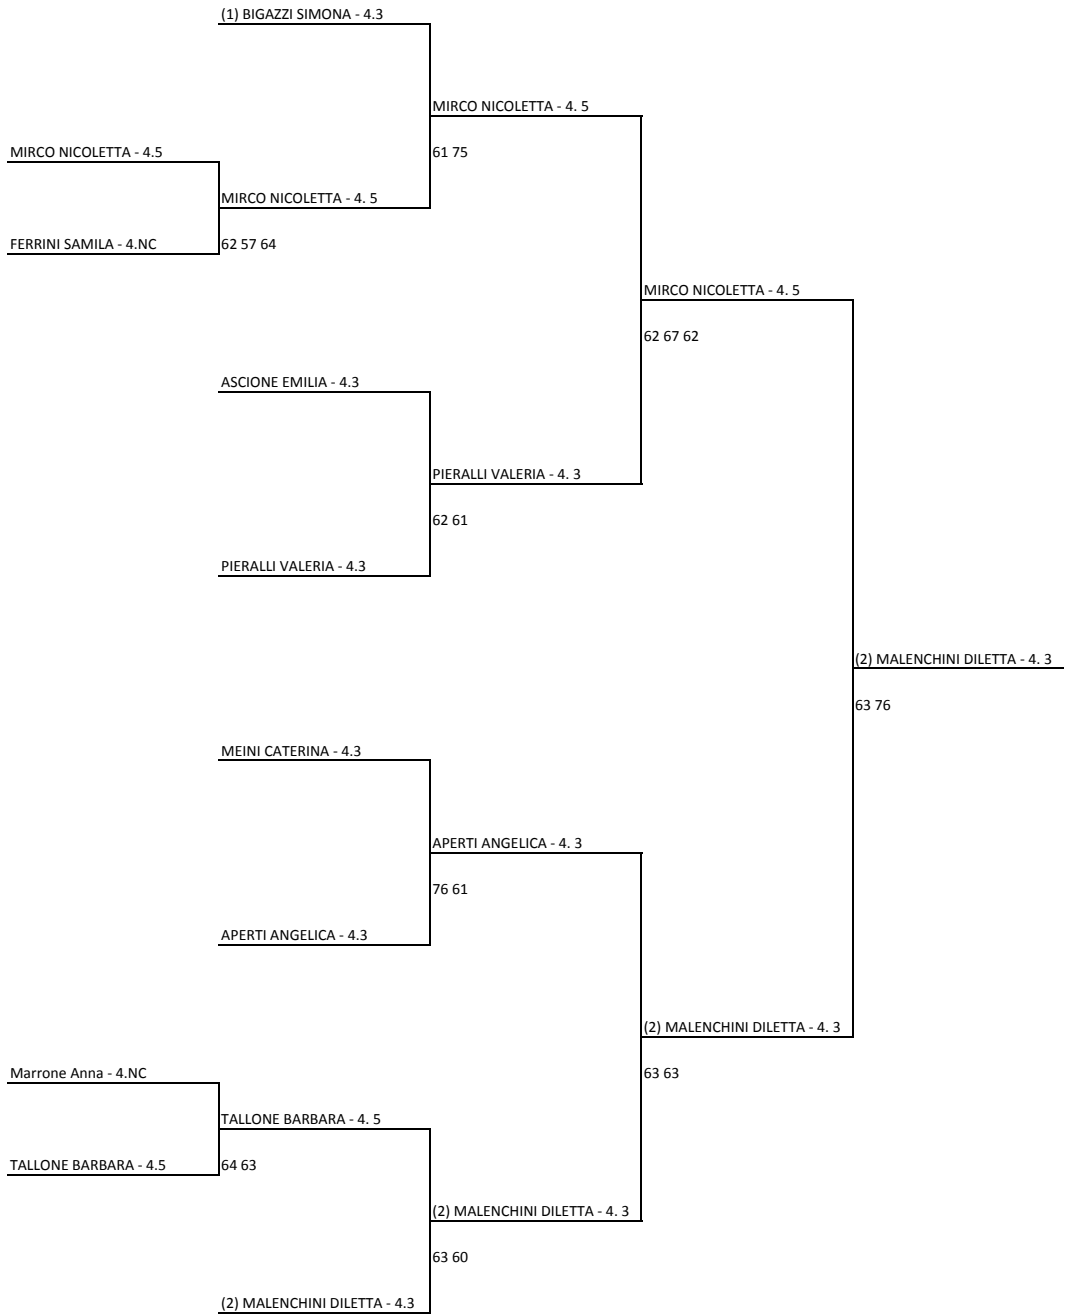 (1) BIGAZZI SIMONA - 4.3
MIRCO NICOLETTA - 4. 5
MIRCO NICOLETTA - 4.5
61 75
MIRCO NICOLETTA - 4. 5
FERRINI SAMILA - 4.NC
62 57 64
MIRCO NICOLETTA - 4. 5
62 67 62
ASCIONE EMILIA - 4.3
PIERALLI VALERIA - 4. 3
62 61
PIERALLI VALERIA - 4.3
(2) MALENCHINI DILETTA - 4. 3
63 76
MEINI CATERINA - 4.3
APERTI ANGELICA - 4. 3
76 61
APERTI ANGELICA - 4.3
(2) MALENCHINI DILETTA - 4. 3
Marrone Anna - 4.NC
63 63
TALLONE BARBARA - 4. 5
TALLONE BARBARA - 4.5
64 63
(2) MALENCHINI DILETTA - 4. 3
63 60
(2) MALENCHINI DILETTA - 4.3